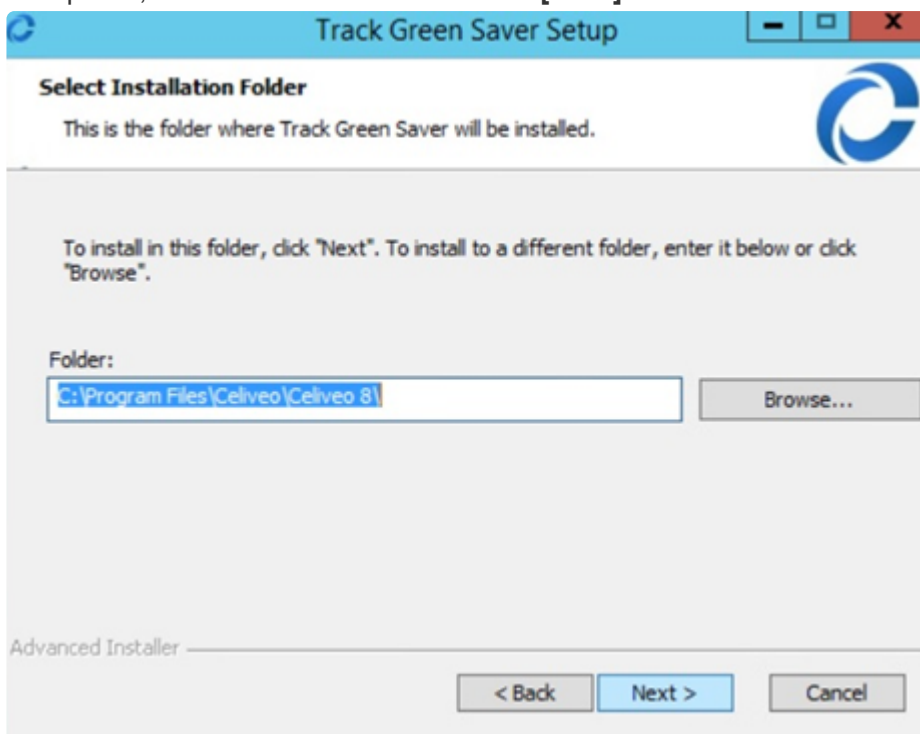 Track Green Saver Setup
Select Installation Folder
This is the folder where Track Green Saver will be installed.
To install in this folder, click "Next". To install to a different folder, enter it below or click
"Browse".
Folder:
C:\Program Files\Celiveo\Celiveo 8\
Browse...
Advanced Installer
< Back Next > Cancel